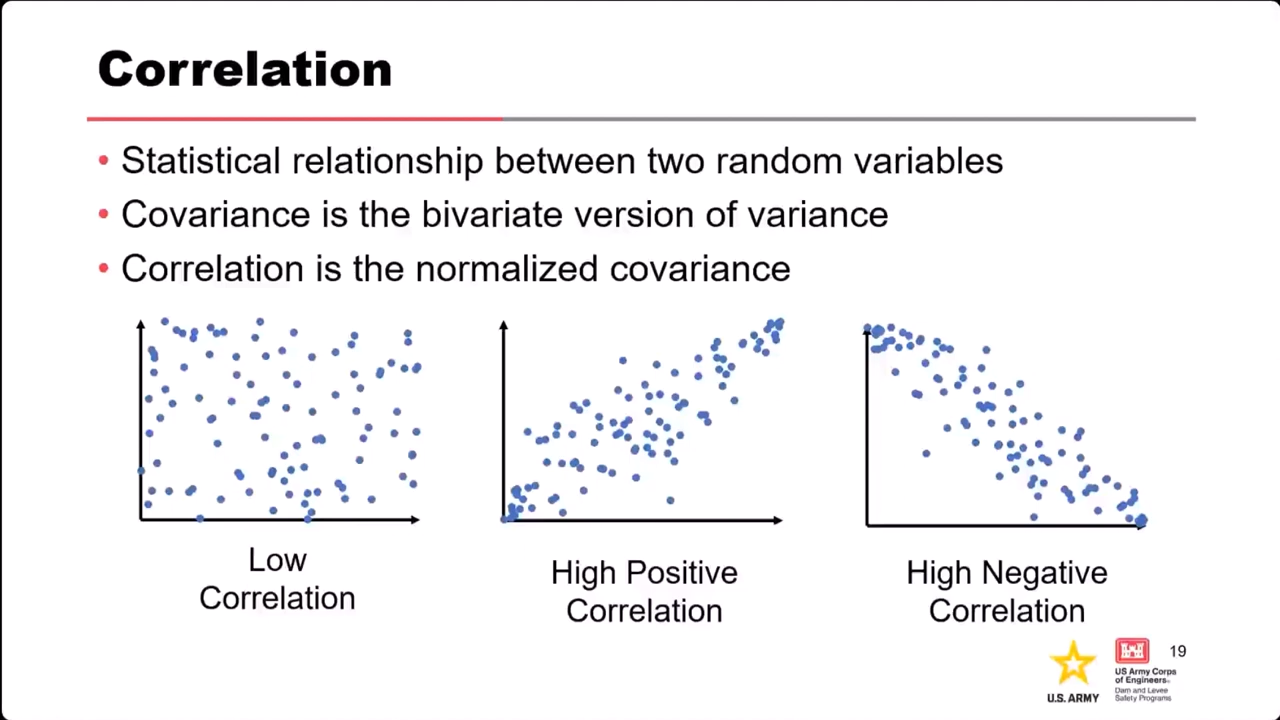 Correlation
• Statistical relationship between two random variables
• Covariance is the bivariate version of variance
• Correlation is the normalized covariance
Low
Correlation
High Positive
Correlation
High Negative
Correlation
U.S. ARMY
US Army Corps
of Engineers®
Dam and Levee
Safety Programs
19